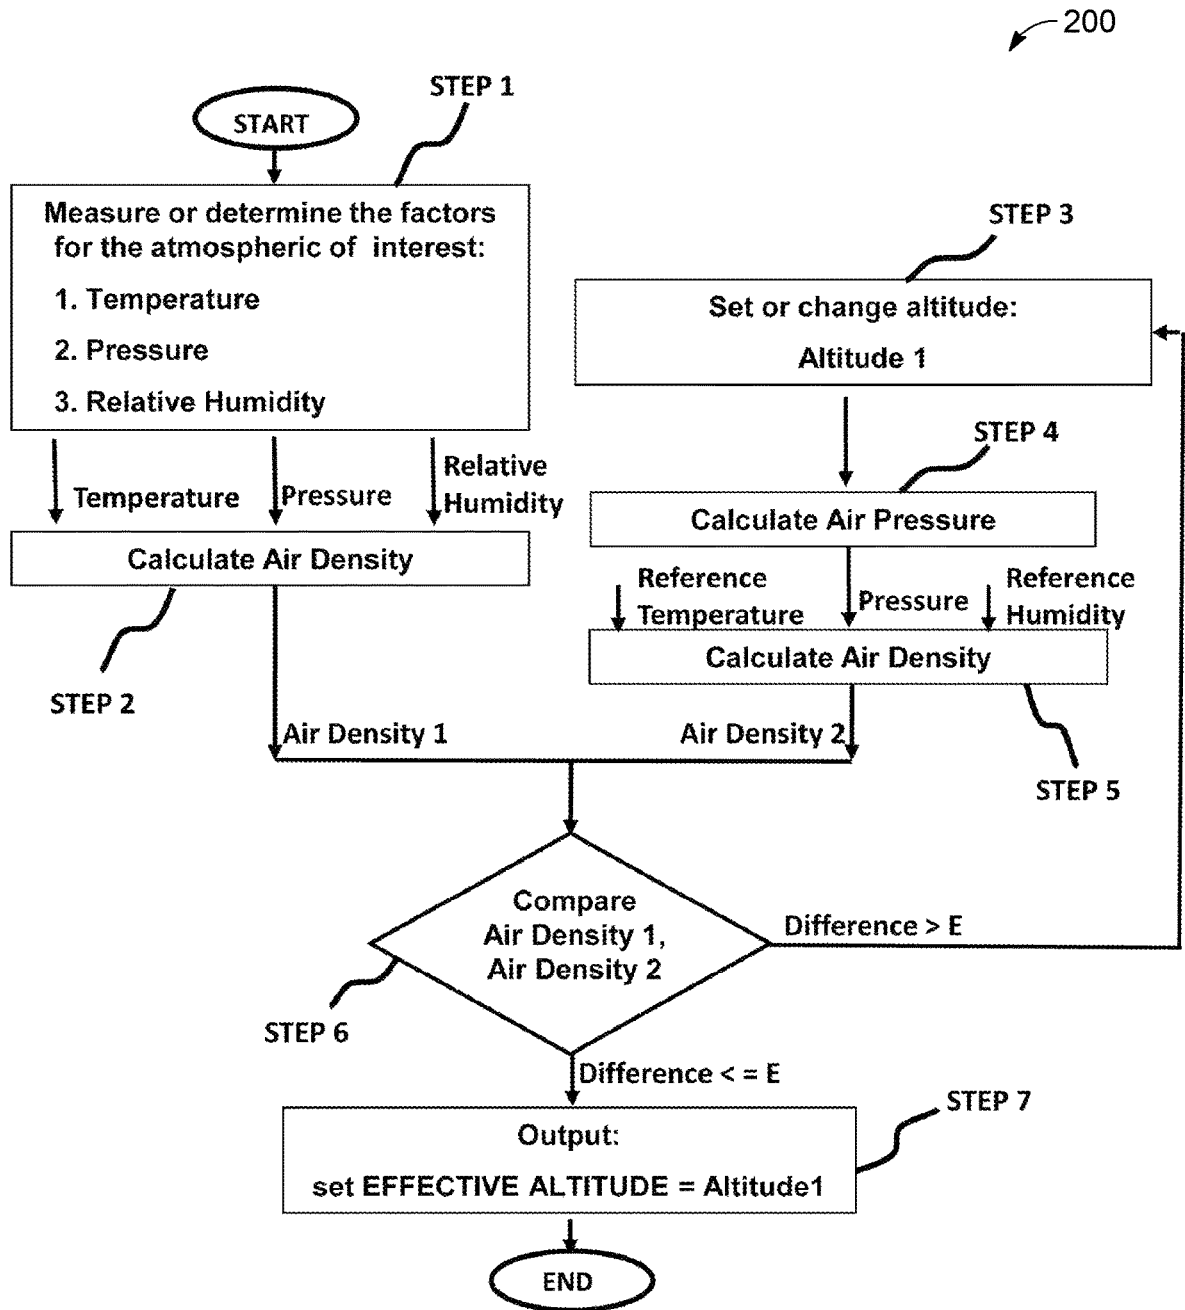 200
STEP 1
START
Measure or determine the factors
for the atmospheric of interest:
1. Temperature
2. Pressure
3. Relative Humidity
Temperature
Pressure
Relative
Humidity
Calculate Air Density
STEP 2
Air Density 1
STEP 3
Set or change altitude:
Altitude 1
STEP 4
Calculate Air Pressure
Reference
Temperature
Pressure
Reference
Humidity
Calculate Air Density
Air Density 2
STEP 5
Compare
Air Density 1,
Air Density 2
Difference > E
STEP 6
Difference < = E
STEP 7
Output:
set EFFECTIVE ALTITUDE = Altitude1
END